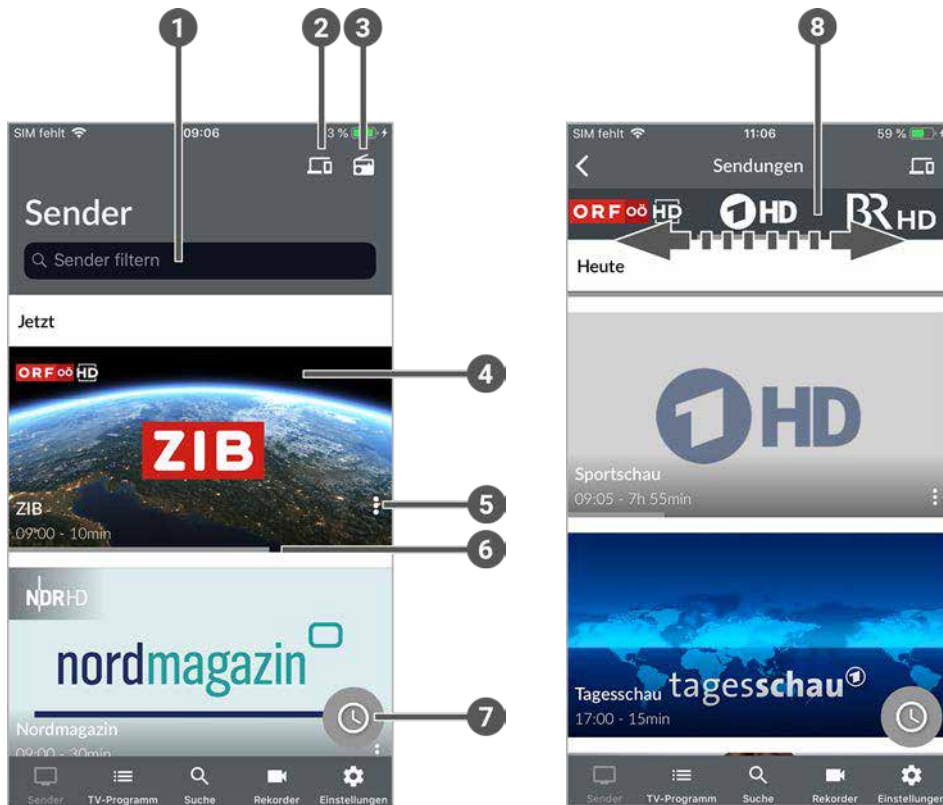 1 2 3
SIM fehlt 09:06 3 %
Sender
Sender filtern
Jetzt
ORF oö HD
ZIB
ZIB
09:00 - 10min
NDR HD
nordmagazin
Nordmagazin
09:00 - 30min
Sender TV-Programm Suche Rekorder Einstellungen
4
5
6
7
8
SIM fehlt 11:06 59 %
Sendungen
ORF oö HD 1 HD BR HD
Heute
1 HD
Sportschau
09:05 - 7h 55min
tagesschau
Tagesschau
17:00 - 15min
Sender TV-Programm Suche Rekorder Einstellungen